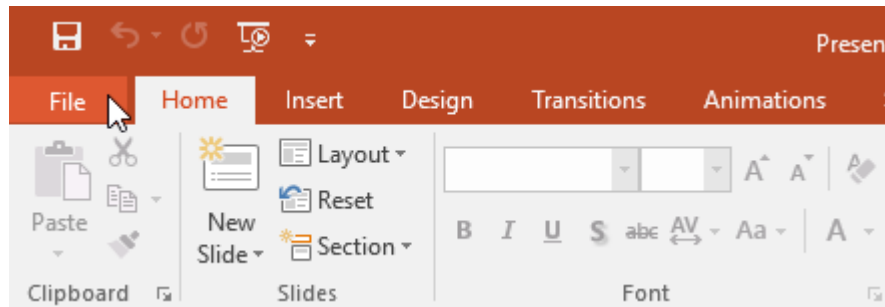 Presen
File Home Insert Design Transitions Animations
Layout
Reset
Paste New Slide Section
B I U S abc AV Aa A
A A
Clipboard Slides Font